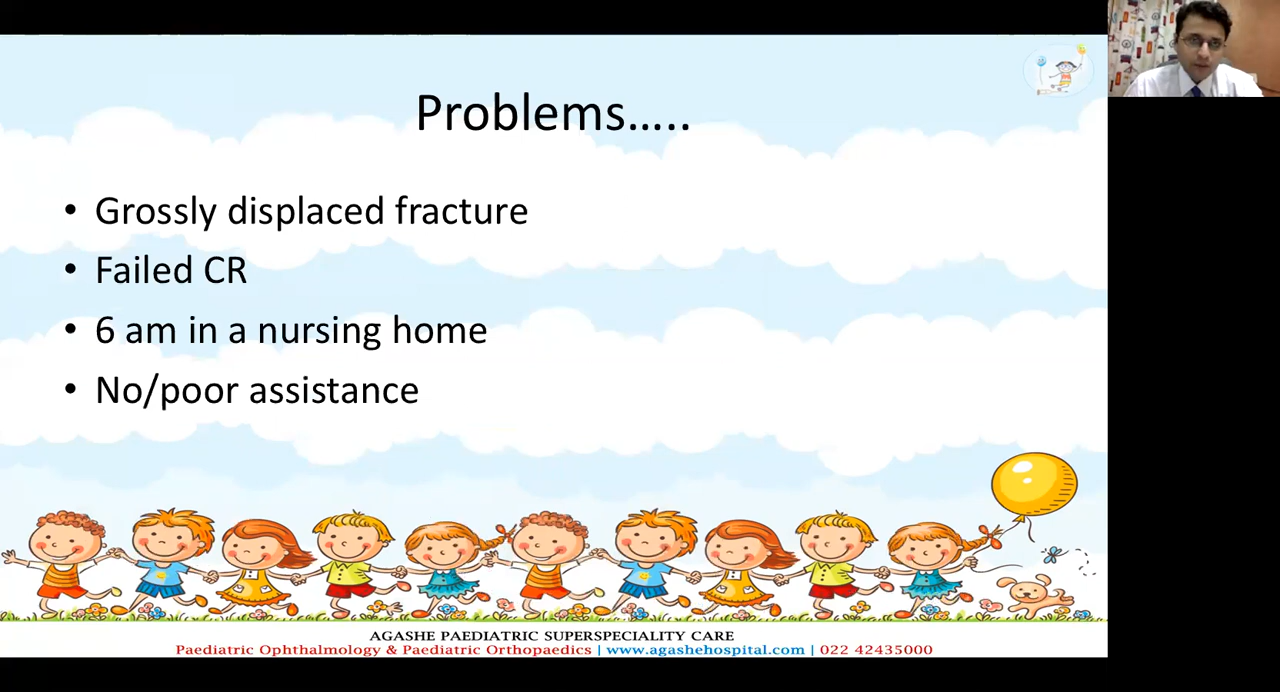 Problems.....
• Grossly displaced fracture
• Failed CR
• 6 am in a nursing home
• No/poor assistance
AGASHE PAEDIATRIC SUPERSPECIALITY CARE
Paediatric Ophthalmology & Paediatric Orthopaedics | www.agashehospital.com | 022 42435000